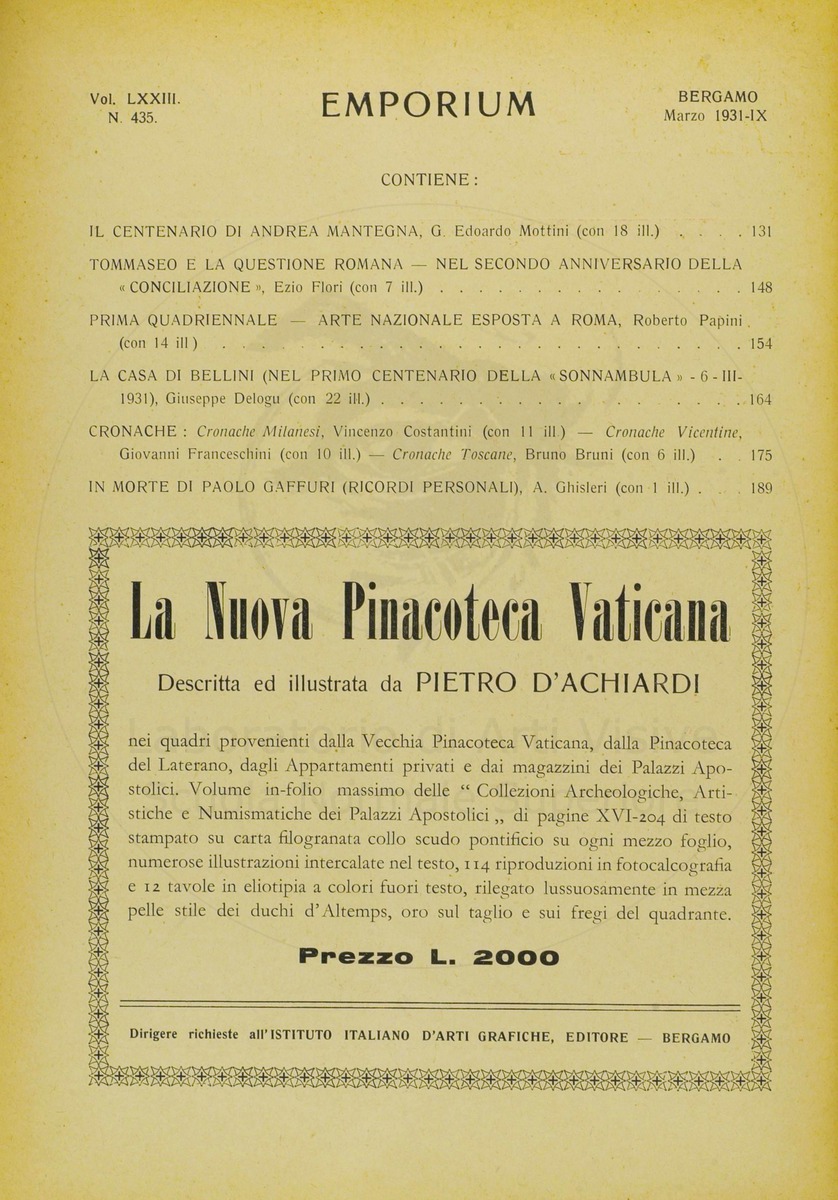 Vol. LXXIII.
N. 435.
EMPORIUM
BERGAMO
Marzo 1931-IX
CONTIENE:
IL CENTENARIO DI ANDREA MANTEGNA, G. Edoardo Mottini (con 18 ill.) . . . . 131
TOMMASEO E LA QUESTIONE ROMANA — NEL SECONDO ANNIVERSARIO DELLA
« CONCILIAZIONE », Ezio Flori (con 7 ill.) . . . . . . . . . . . . . . . 148
PRIMA QUADRIENNALE — ARTE NAZIONALE ESPOSTA A ROMA, Roberto Papini.
(con 14 ill ) . . . . . . . . . . . . . . . . . . . . . . 154
LA CASA DI BELLINI (NEL PRIMO CENTENARIO DELLA « SONNAMBULA » - 6 - III-
1931), Giuseppe Delogu (con 22 ill.) . . . . . . . . . . . . . . . . 164
CRONACHE : Cronache Milanesi, Vincenzo Costantini (con 11 ill.) — Cronache Vicentine,
Giovanni Franceschini (con 10 ill.) — Cronache Toscane, Bruno Bruni (con 6 ill.) . . 175
IN MORTE DI PAOLO GAFFURI (RICORDI PERSONALI), A. Ghisleri (con 1 ill.) . . . 189
La Nuova Pinacoteca Vaticana
Descritta ed illustrata da PIETRO D'ACHIARDI
nei quadri provenienti dalla Vecchia Pinacoteca Vaticana, dalla Pinacoteca
del Laterano, dagli Appartamenti privati e dai magazzini dei Palazzi Apo-
stolici. Volume in-folio massimo delle “ Collezioni Archeologiche, Arti-
stiche e Numismatiche dei Palazzi Apostolici „ di pagine XVI-204 di testo
stampato su carta filogranata collo scudo pontificio su ogni mezzo foglio,
numerose illustrazioni intercalate nel testo, 114 riproduzioni in fotocalcografia
e 12 tavole in eliotipia a colori fuori testo, rilegato lussuosamente in mezza
pelle stile dei duchi d'Altemps, oro sul taglio e sui fregi del quadrante.
Prezzo L. 2000
Dirigere richieste all'ISTITUTO ITALIANO D'ARTI GRAFICHE, EDITORE — BERGAMO